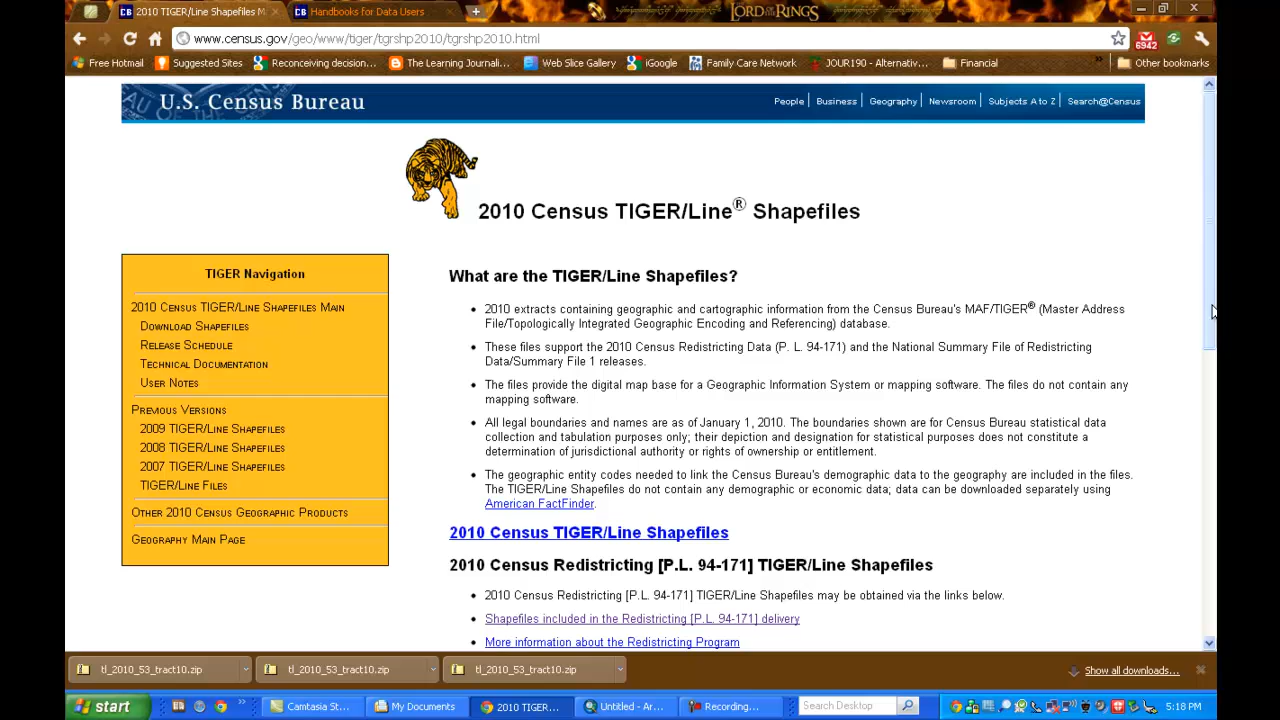 2010 TIGER/Line Shapefiles M
Handbooks for Data Users
THE LORD OF THE RINGS
www.census.gov/geo/www/tiger/tgrshp2010/tgrshp2010.html
6942
Free Hotmail
Suggested Sites
Reconceiving decision...
The Learning Journali...
Web Slice Gallery
iGoogle
Family Care Network
JOUR190 - Alternativ...
Financial
Other bookmarks
U.S. CENSUS BUREAU
People
Business
Geography
Newsroom
Subjects A to Z
Search@Census
2010 Census TIGER/Line® Shapefiles
TIGER Navigation
2010 CENSUS TIGER/LINE SHAPEFILES MAIN
DOWNLOAD SHAPEFILES
RELEASE SCHEDULE
TECHNICAL DOCUMENTATION
USER NOTES
PREVIOUS VERSIONS
2009 TIGER/LINE SHAPEFILES
2008 TIGER/LINE SHAPEFILES
2007 TIGER/LINE SHAPEFILES
TIGER/LINE FILES
OTHER 2010 CENSUS GEOGRAPHIC PRODUCTS
GEOGRAPHY MAIN PAGE
What are the TIGER/Line Shapefiles?
• 2010 extracts containing geographic and cartographic information from the Census Bureau's MAF/TIGER® (Master Address
File/Topologically Integrated Geographic Encoding and Referencing) database.
• These files support the 2010 Census Redistricting Data (P. L. 94-171) and the National Summary File of Redistricting
Data/Summary File 1 releases.
• The files provide the digital map base for a Geographic Information System or mapping software. The files do not contain any
mapping software.
• All legal boundaries and names are as of January 1, 2010. The boundaries shown are for Census Bureau statistical data
collection and tabulation purposes only; their depiction and designation for statistical purposes does not constitute a
determination of jurisdictional authority or rights of ownership or entitlement.
• The geographic entity codes needed to link the Census Bureau's demographic data to the geography are included in the files.
The TIGER/Line Shapefiles do not contain any demographic or economic data; data can be downloaded separately using
American FactFinder.
2010 Census TIGER/Line Shapefiles
2010 Census Redistricting [P.L. 94-171] TIGER/Line Shapefiles
• 2010 Census Redistricting [P.L. 94-171] TIGER/Line Shapefiles may be obtained via the links below.
• Shapefiles included in the Redistricting [P.L. 94-171] delivery
• More information about the Redistricting Program
tl_2010_53_tract10.zip
tl_2010_53_tract10.zip
tl_2010_53_tract10.zip
Show all downloads...
start
Camtasia St...
My Documents
2010 TIGER...
Untitled - Ar...
Recording...
Search Desktop
5:18 PM